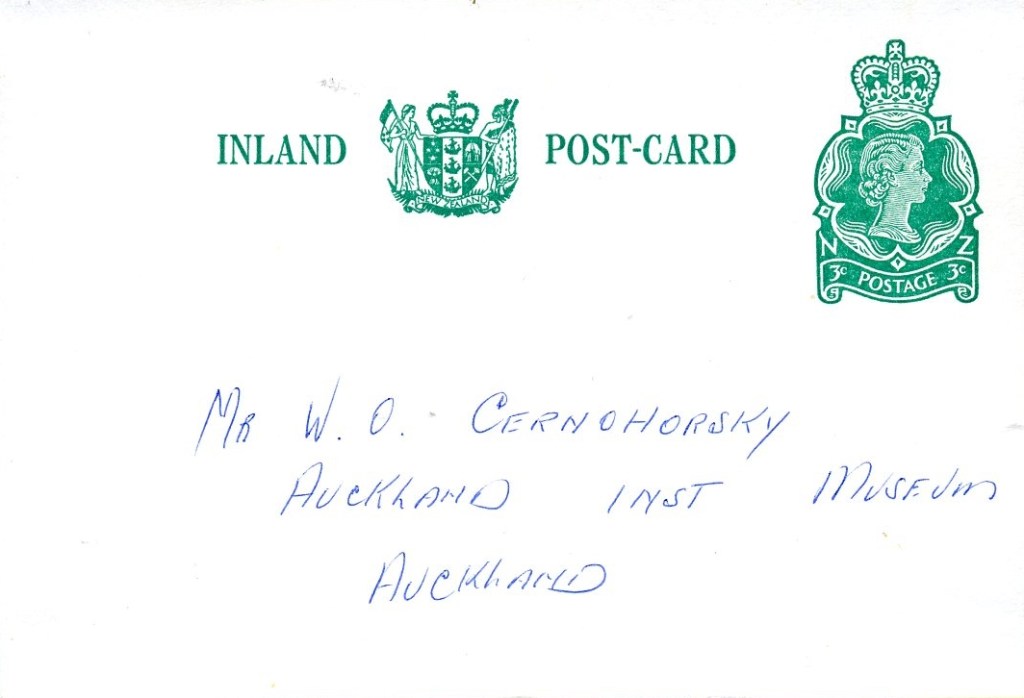 INLAND POST-CARD
NEW ZEALAND
N Z
3c POSTAGE 3c
Mr W. O. CERNOHORSKY
AUCKLAND INST MUSEUM
AUCKLAND